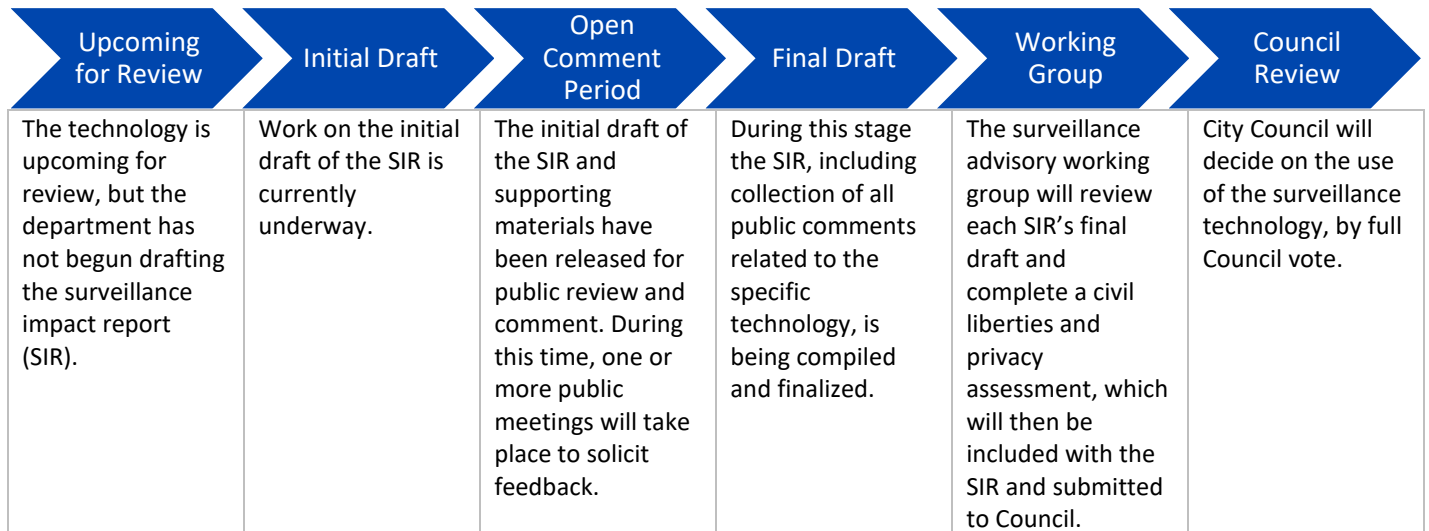 Upcoming
for Review
Initial Draft
Open
Comment
Period
Final Draft
Working
Group
Council
Review
The technology is
upcoming for
review, but the
department has
not begun drafting
the surveillance
impact report
(SIR).
Work on the initial
draft of the SIR is
currently
underway.
The initial draft of
the SIR and
supporting
materials have
been released for
public review and
comment. During
this time, one or
more public
meetings will take
place to solicit
feedback.
During this stage
the SIR, including
collection of all
public comments
related to the
specific
technology, is
being compiled
and finalized.
The surveillance
advisory working
group will review
each SIR’s final
draft and
complete a civil
liberties and
privacy
assessment, which
will then be
included with the
SIR and submitted
to Council.
City Council will
decide on the use
of the surveillance
technology, by full
Council vote.